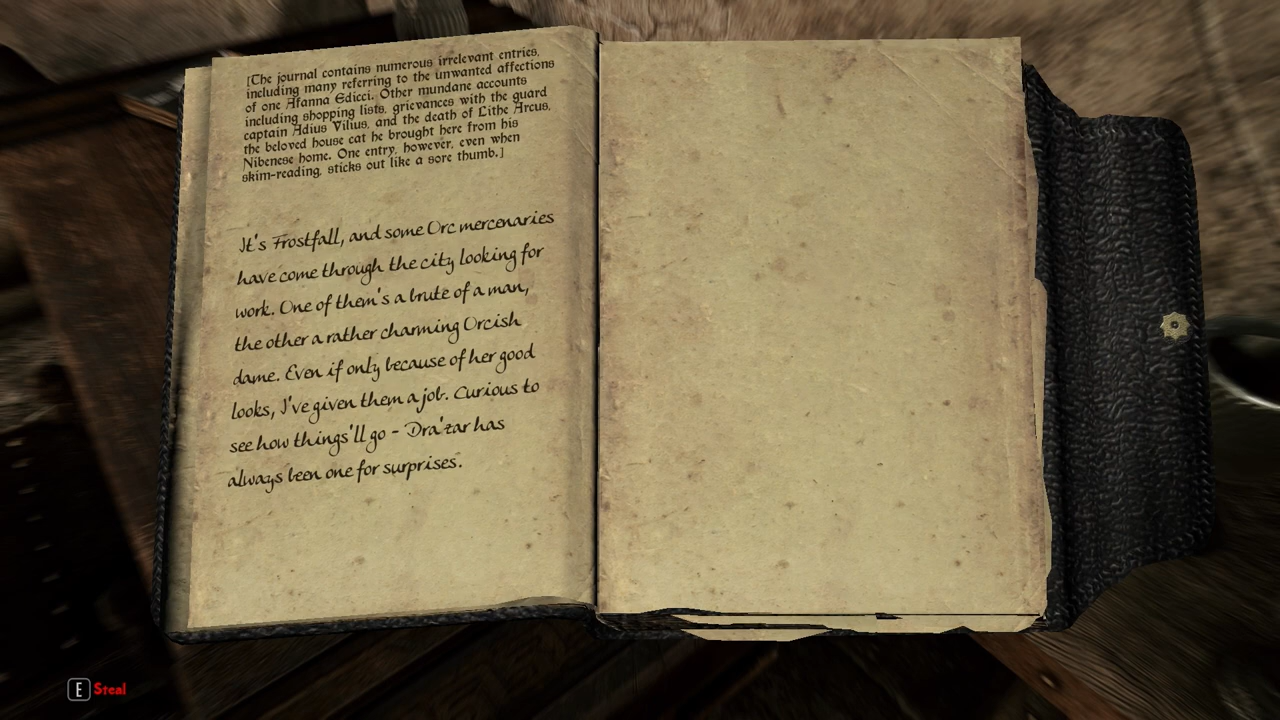 [The journal contains numerous irrelevant entries,
including many referring to the unwanted affections
of one Afanna Edicci. Other mundane accounts
including shopping lists, grievances with the guard
captain Adius Vilius, and the death of Lithe Arcus,
the beloved house cat he brought here from his
Nibenese home. One entry, however, even when
skim-reading, sticks out like a sore thumb.]
It's Frostfall, and some Orc mercenaries
have come through the city looking for
work. One of them's a brute of a man,
the other a rather charming Orcish
dame. Even if only because of her good
looks, I've given them a job. Curious to
see how things'll go - Dra'zar has
always been one for surprises.
E Steal